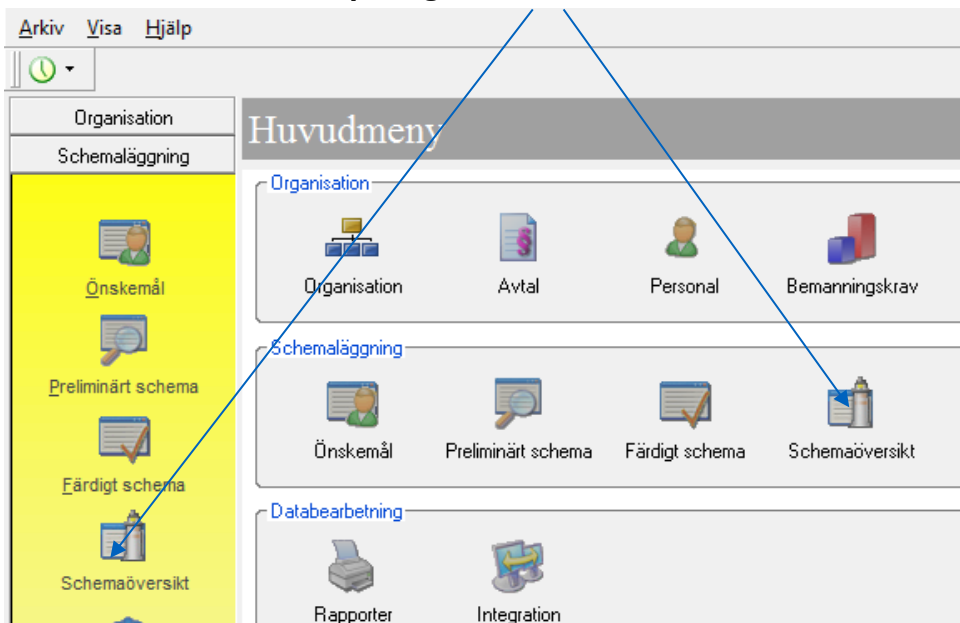 Arkiv Visa Hjälp
Organisation
Schemaläggning
Önskemål
Preliminärt schema
Färdigt schema
Schemaöversikt
Huvudmeny
Organisation
Organisation Avtal Personal Bemanningskrav
Schemaläggning
Önskemål Preliminärt schema Färdigt schema Schemaöversikt
Databearbetning
Rapporter Integration